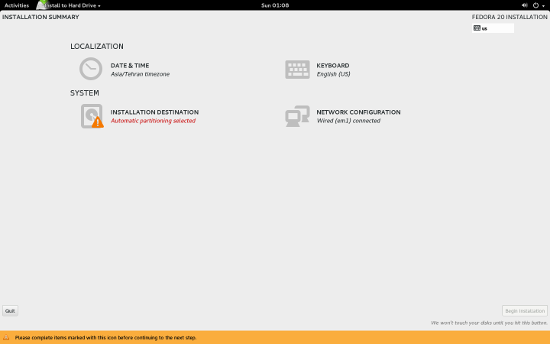 Activities Install to Hard Drive Sun 01:08
INSTALLATION SUMMARY FEDORA 20 INSTALLATION
us
LOCALIZATION
DATE & TIME KEYBOARD
Asia/Tehran timezone English (US)
SYSTEM
INSTALLATION DESTINATION NETWORK CONFIGURATION
Automatic partitioning selected Wired (em1) connected
Quit Begin Installation
We won't touch your disks until you hit this button.
Please complete items marked with this icon before continuing to the next step.